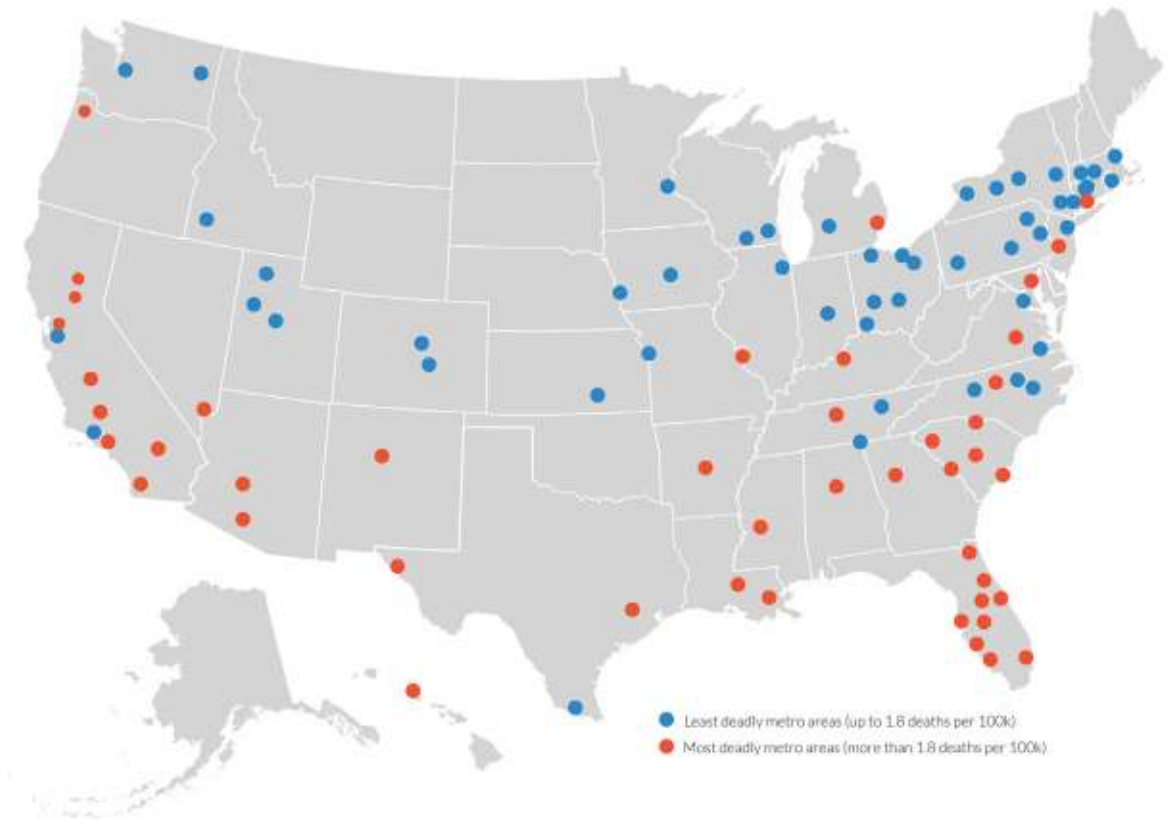 Least deadly metro areas (up to 1.8 deaths per 100k)
Most deadly metro areas (more than 1.8 deaths per 100k)